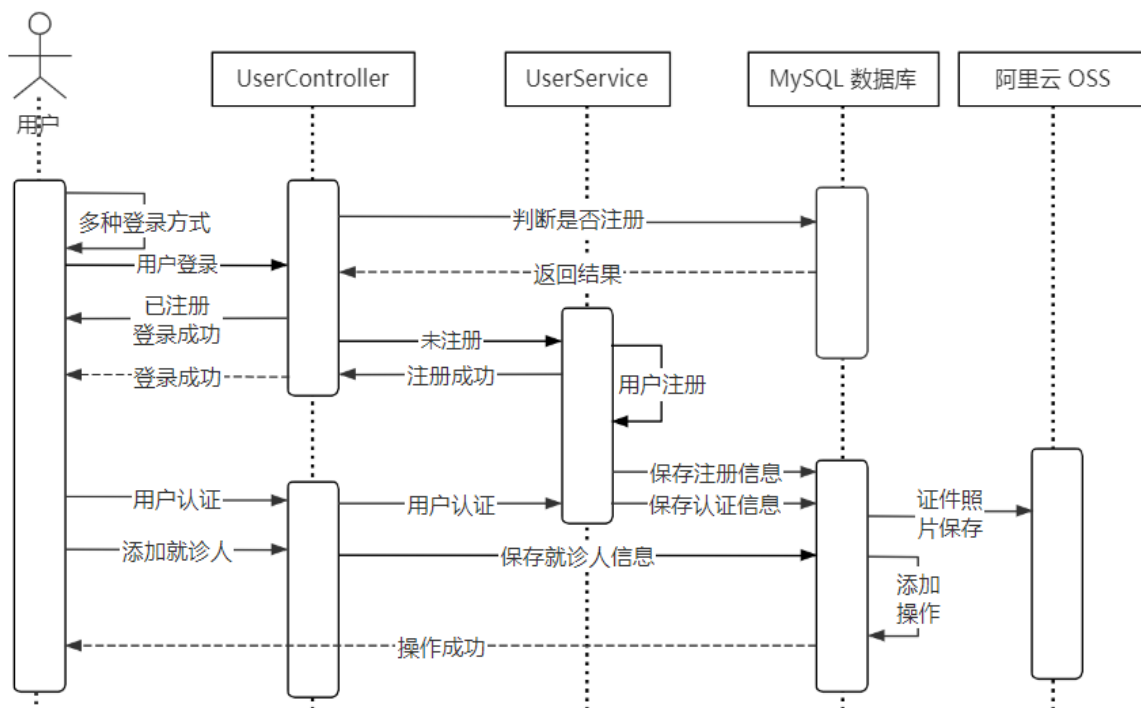 用户
UserController
UserService
MySQL 数据库
阿里云 OSS
多种登录方式
判断是否注册
用户登录
返回结果
已注册
登录成功
未注册
登录成功
注册成功
用户注册
保存注册信息
用户认证
用户认证
保存认证信息
证件照
片保存
添加就诊人
保存就诊人信息
添加
操作
操作成功